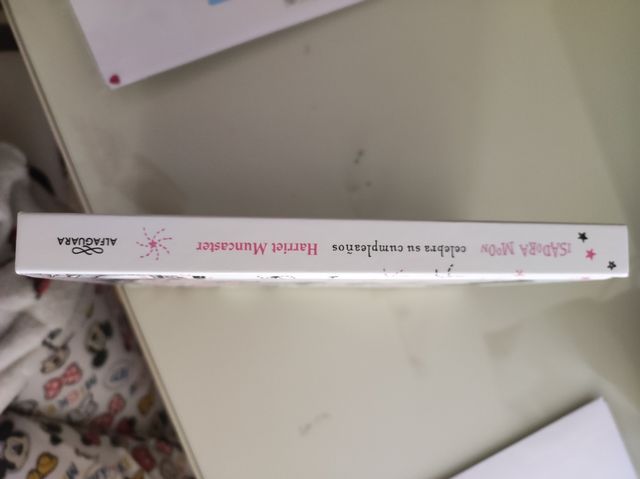 ISADORA MOON
celebra su cumpleaños
Harriet Muncaster
ALFAGUARA